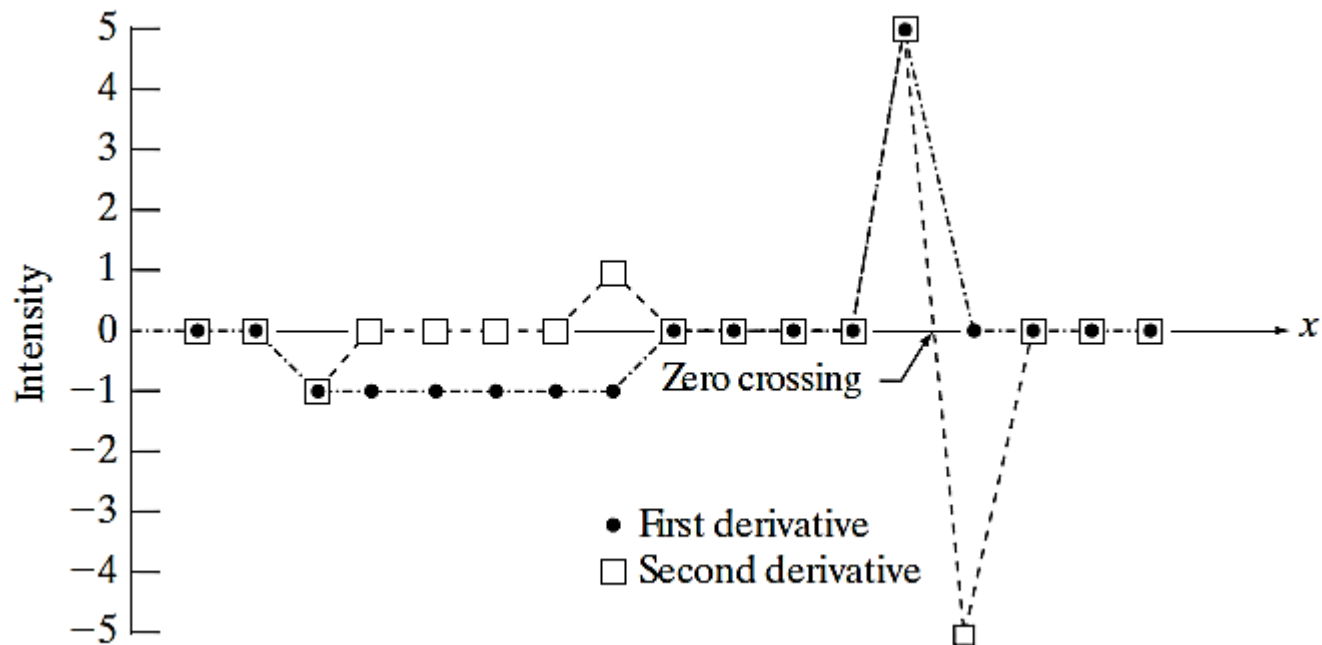 5
4
3
2
1
0
−1
−2
−3
−4
−5
Intensity
x
Zero crossing
First derivative
Second derivative